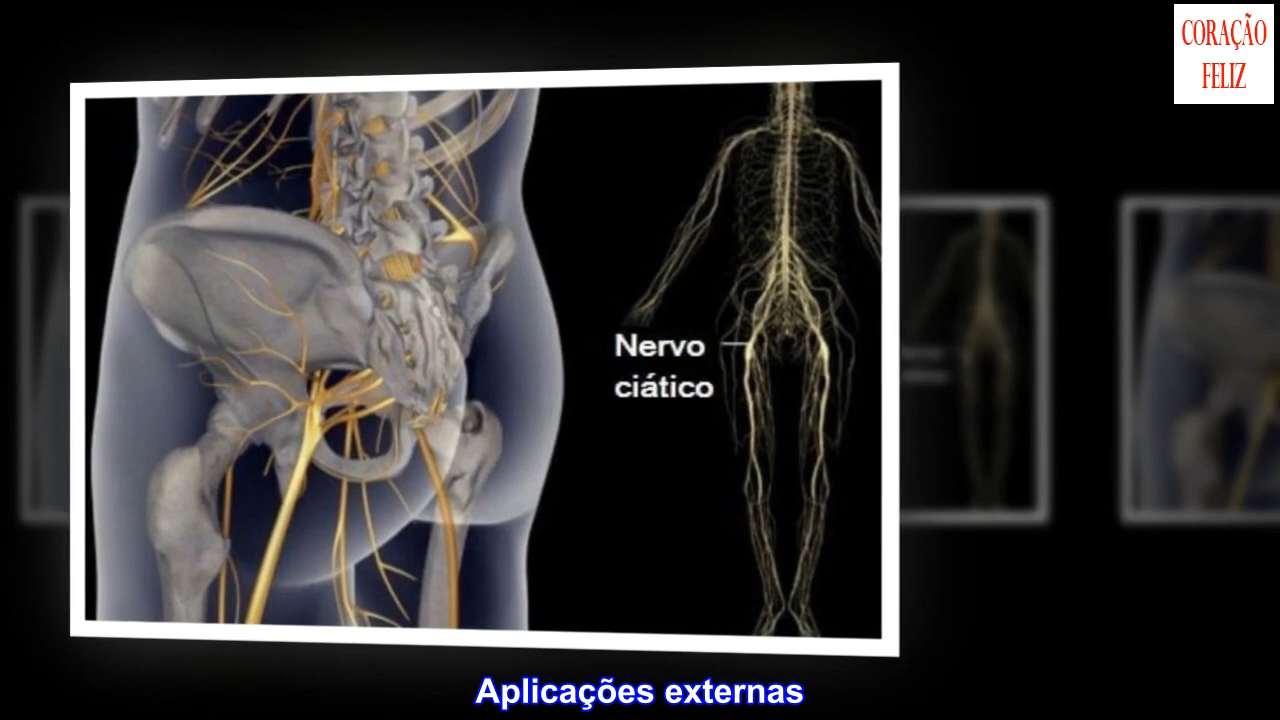 CORAÇÃO
FELIZ
Nervo
ciático
Aplicações externas